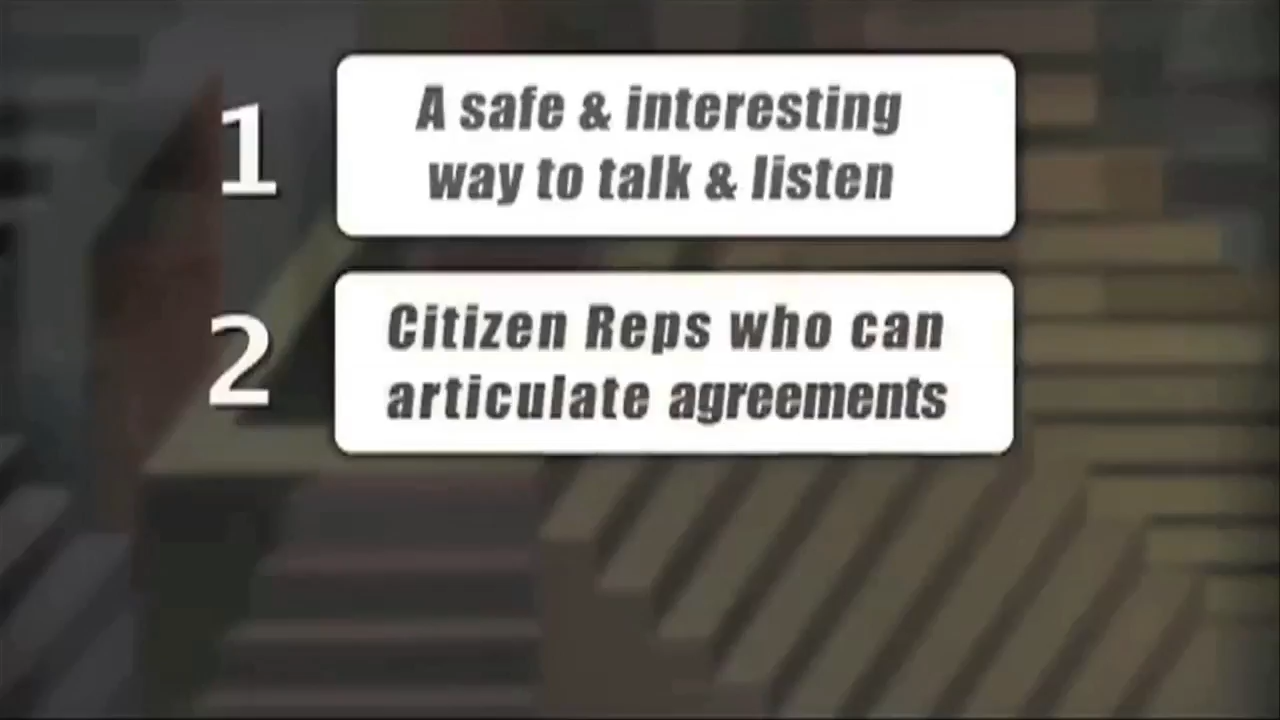 1
A safe & interesting
way to talk & listen
2
Citizen Reps who can
articulate agreements